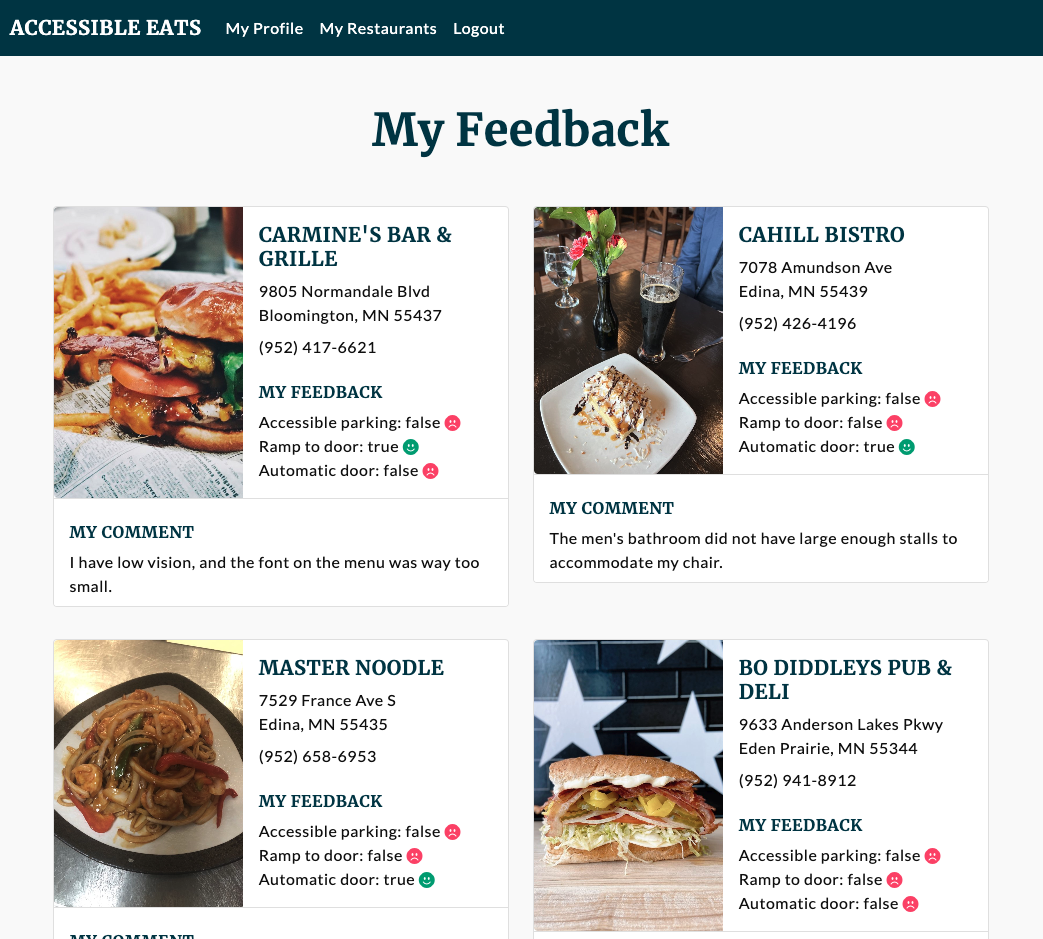 ACCESSIBLE EATS My Profile My Restaurants Logout
My Feedback
CARMINE'S BAR &
GRILLE
9805 Normandale Blvd
Bloomington, MN 55437
(952) 417-6621
MY FEEDBACK
Accessible parking: false
Ramp to door: true
Automatic door: false
MY COMMENT
I have low vision, and the font on the menu was way too
small.
CAHILL BISTRO
7078 Amundson Ave
Edina, MN 55439
(952) 426-4196
MY FEEDBACK
Accessible parking: false
Ramp to door: false
Automatic door: true
MY COMMENT
The men's bathroom did not have large enough stalls to
accommodate my chair.
MASTER NOODLE
7529 France Ave S
Edina, MN 55435
(952) 658-6953
MY FEEDBACK
Accessible parking: false
Ramp to door: false
Automatic door: true
MY COMMENT
BO DIDDLEYS PUB &
DELI
9633 Anderson Lakes Pkwy
Eden Prairie, MN 55344
(952) 941-8912
MY FEEDBACK
Accessible parking: false
Ramp to door: false
Automatic door: false